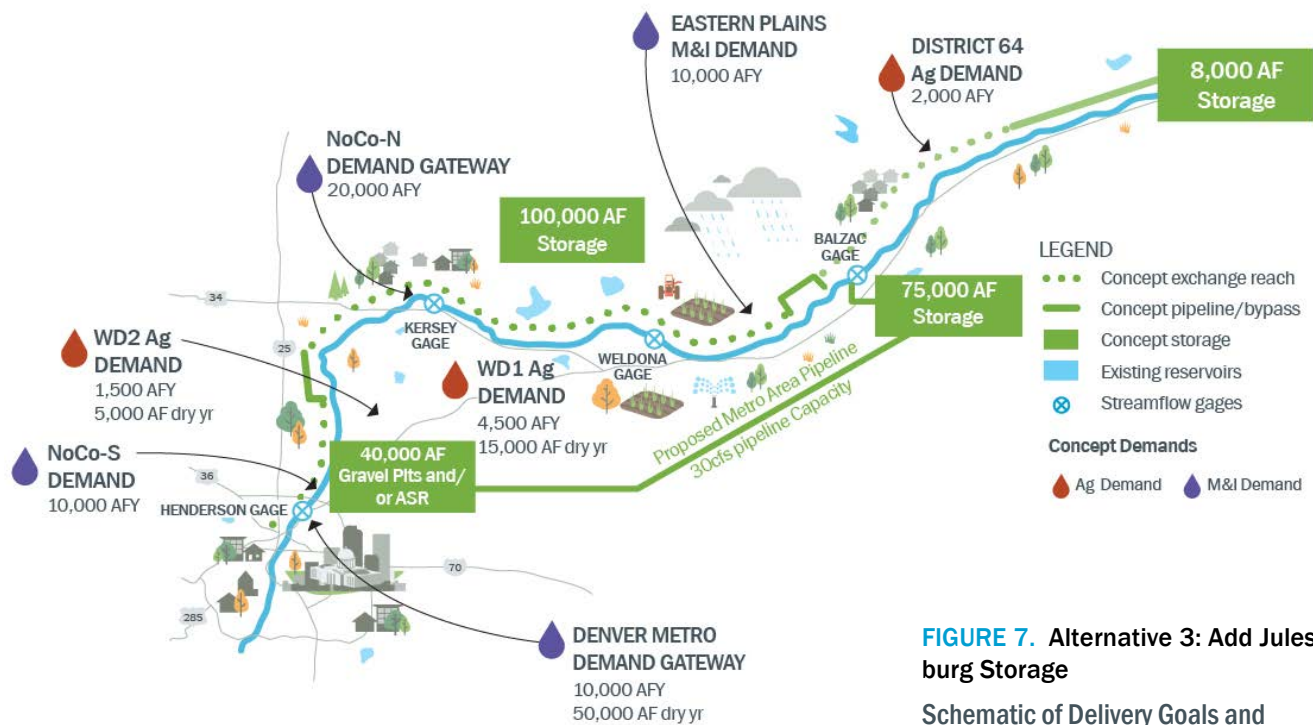 EASTERN PLAINS
M&I DEMAND
10,000 AFY
DISTRICT 64
Ag DEMAND
2,000 AFY
8,000 AF
Storage
NoCo-N
DEMAND GATEWAY
20,000 AFY
100,000 AF
Storage
BALZAC
GAGE
75,000 AF
Storage
34
KERSEY
GAGE
WELDONA
GAGE
25
WD2 Ag
DEMAND
1,500 AFY
5,000 AF dry yr
WD1 Ag
DEMAND
4,500 AFY
15,000 AF dry yr
Proposed Metro Area Pipeline
30cfs pipeline Capacity
40,000 AF
Gravel Pits and/
or ASR
NoCo-S
DEMAND
10,000 AFY
36
HENDERSON GAGE
70
285
DENVER METRO
DEMAND GATEWAY
10,000 AFY
50,000 AF dry yr
LEGEND
Concept exchange reach
Concept pipeline/bypass
Concept storage
Existing reservoirs
Streamflow gages
Concept Demands
Ag Demand
M&I Demand
FIGURE 7. Alternative 3: Add Jules
burg Storage
Schematic of Delivery Goals and